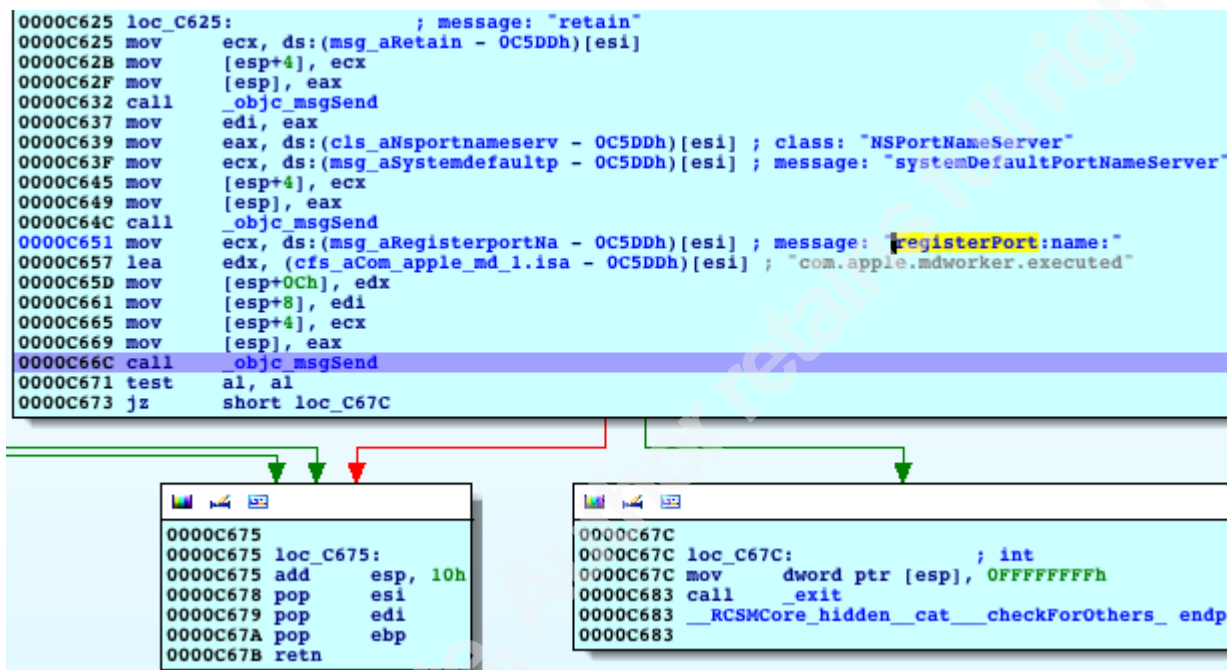 0000C625 loc_C625: ; message: "retain"
0000C625 mov ecx, ds:(msg_aRetain - 0C5DDh)[esi]
0000C62B mov [esp+4], ecx
0000C62F mov [esp], eax
0000C632 call _objc_msgSend
0000C637 mov edi, eax
0000C639 mov eax, ds:(cls_aNsportnameserv - 0C5DDh)[esi] ; class: "NSPortNameServer"
0000C63F mov ecx, ds:(msg_aSystemdefaultp - 0C5DDh)[esi] ; message: "systemDefaultPortNameServer"
0000C645 mov [esp+4], ecx
0000C649 mov [esp], eax
0000C64C call _objc_msgSend
0000C651 mov ecx, ds:(msg_aRegisterportNa - 0C5DDh)[esi] ; message: "registerPort:name:"
0000C657 lea edx, (cfs_aCom_apple_md_1.isa - 0C5DDh)[esi] ; "com.apple.mdworker.executed"
0000C65D mov [esp+0Ch], edx
0000C661 mov [esp+8], edi
0000C665 mov [esp+4], ecx
0000C669 mov [esp], eax
0000C66C call _objc_msgSend
0000C671 test al, al
0000C673 jz short loc_C67C
0000C675
0000C675 loc_C675:
0000C675 add esp, 10h
0000C678 pop esi
0000C679 pop edi
0000C67A pop ebp
0000C67B retn
0000C67C
0000C67C loc_C67C: ; int
0000C67C mov dword ptr [esp], 0FFFFFFFFh
0000C683 call _exit
0000C683 __RCSMCore_hidden__cat___checkForOthers_ endp
0000C683
Author retains full righ